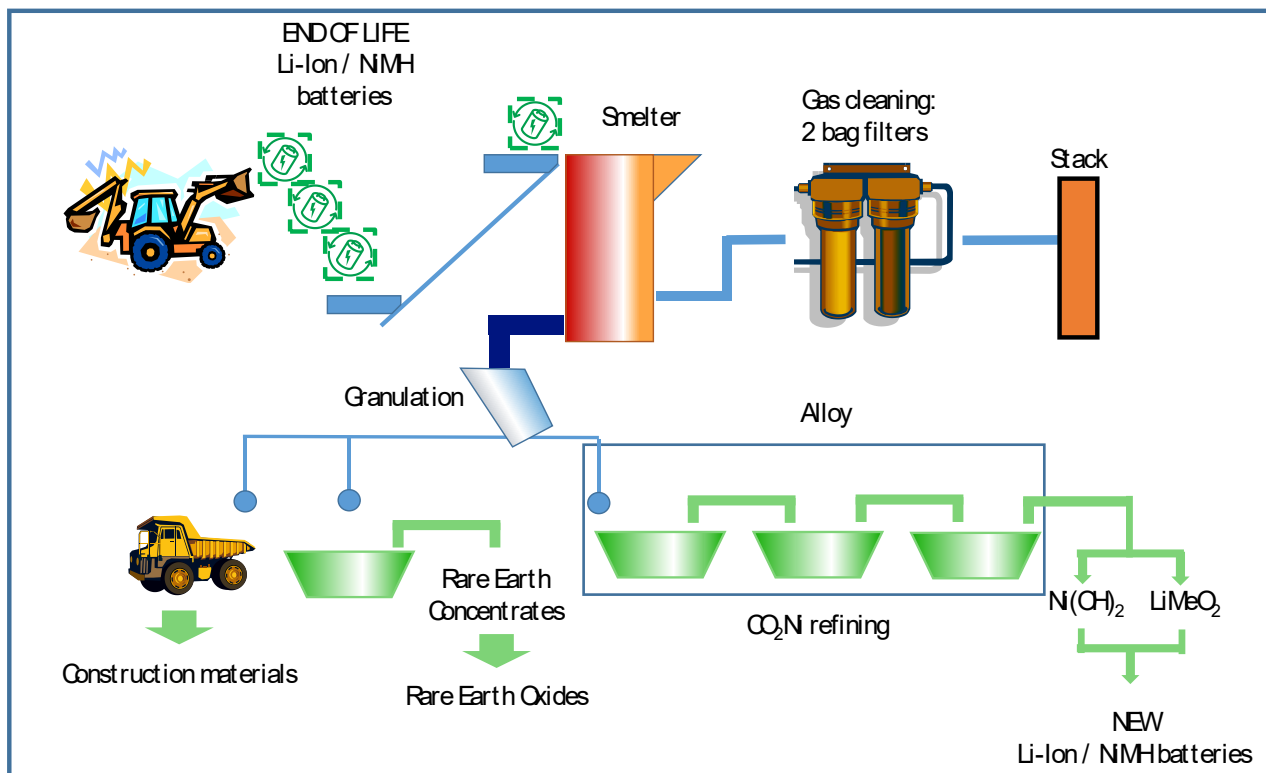 END OF LIFE
Li-Ion / NiMH
batteries
Smelter
Gas cleaning:
2 bag filters
Stack
Granulation
Alloy
Rare Earth
Concentrates
Ni(OH)₂
LiMeO₂
CO₂Ni refining
Construction materials
Rare Earth Oxides
NEW
Li-Ion / NiMH batteries